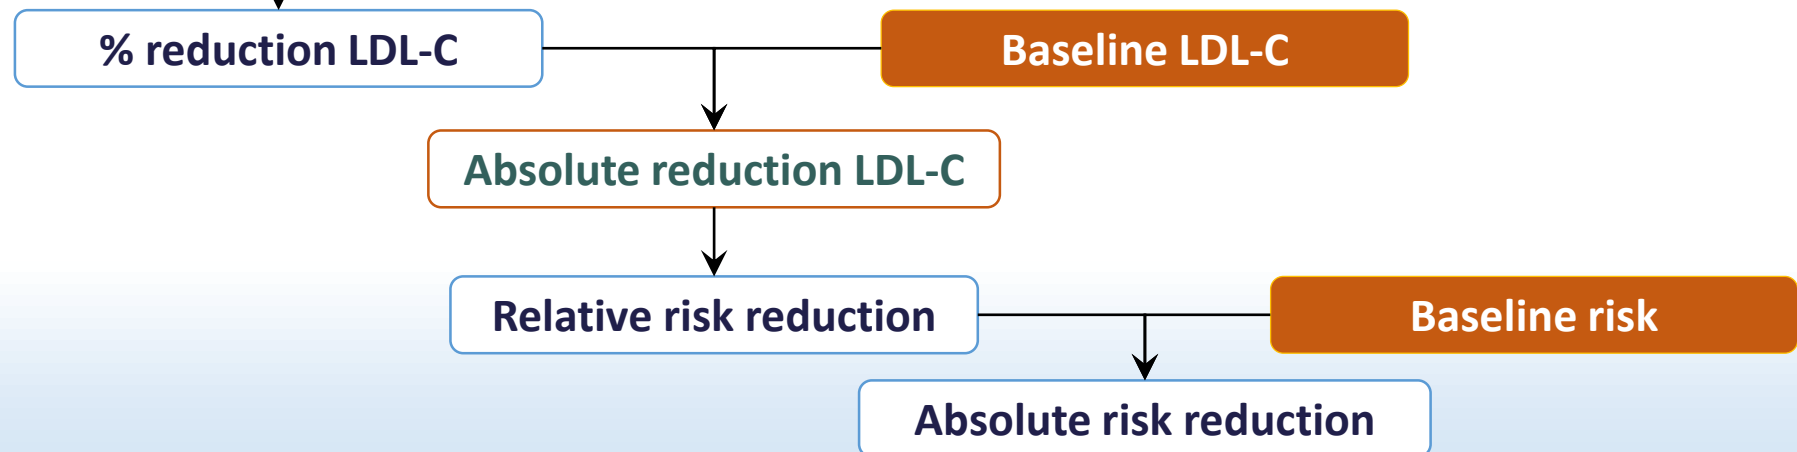 % reduction LDL-C
Baseline LDL-C
Absolute reduction LDL-C
Relative risk reduction
Baseline risk
Absolute risk reduction